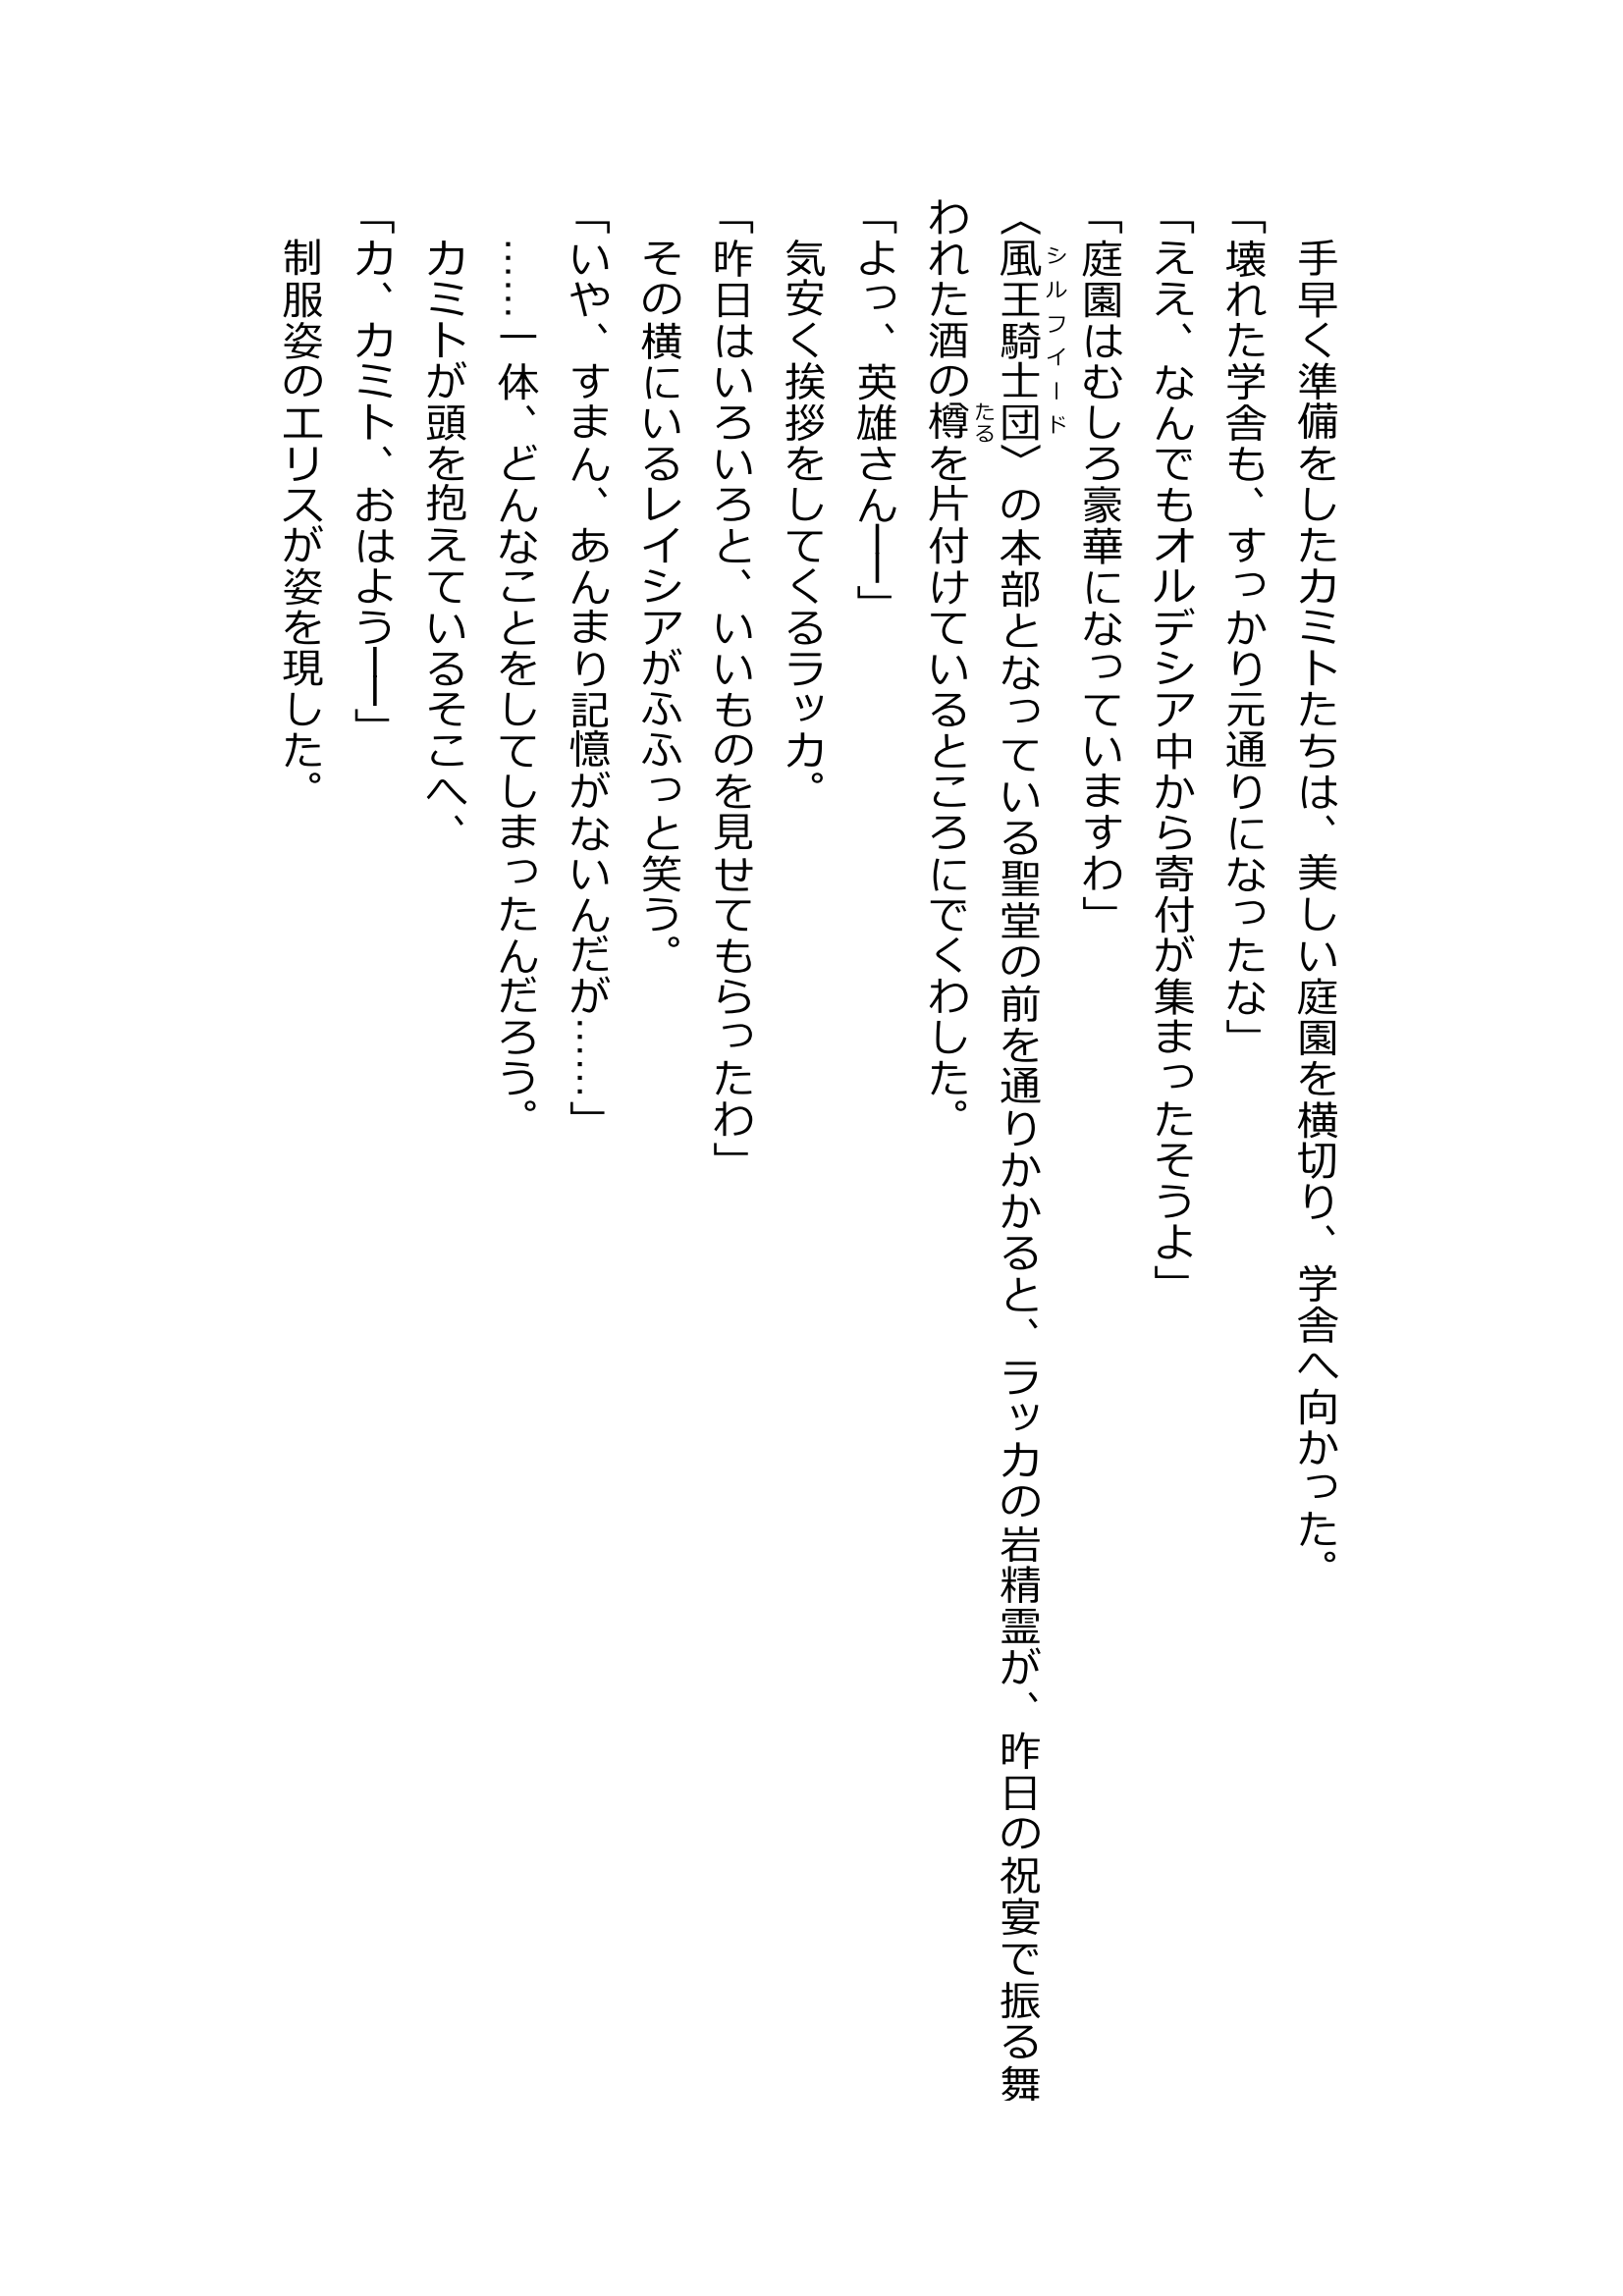 手早く準備をしたカミトたちは、美しい庭園を横切り、学舎へ向かった。
「壊れた学舎も、すっかり元通りになったな」
「ええ、なんでもオルデシア中から寄付が集まったそうよ」
「庭園はむしろ豪華になっていますわ」
シルフィード
〈風王騎士団〉の本部となっている聖堂の前を通りかかると、ラッカの岩精霊が、昨日の祝宴で振る舞
たる
われた酒の樽を片付けているところにでくわした。
「よっ、英雄さん――」
　気安く挨拶をしてくるラッカ。
「昨日はいろいろと、いいものを見せてもらったわ」
　その横にいるレイシアがふふっと笑う。
「いや、すまん、あんまり記憶がないんだが……」
　……一体、どんなことをしてしまったんだろう。
　カミトが頭を抱えているそこへ、
「カ、カミト、おはよう――」
　制服姿のエリスが姿を現した。